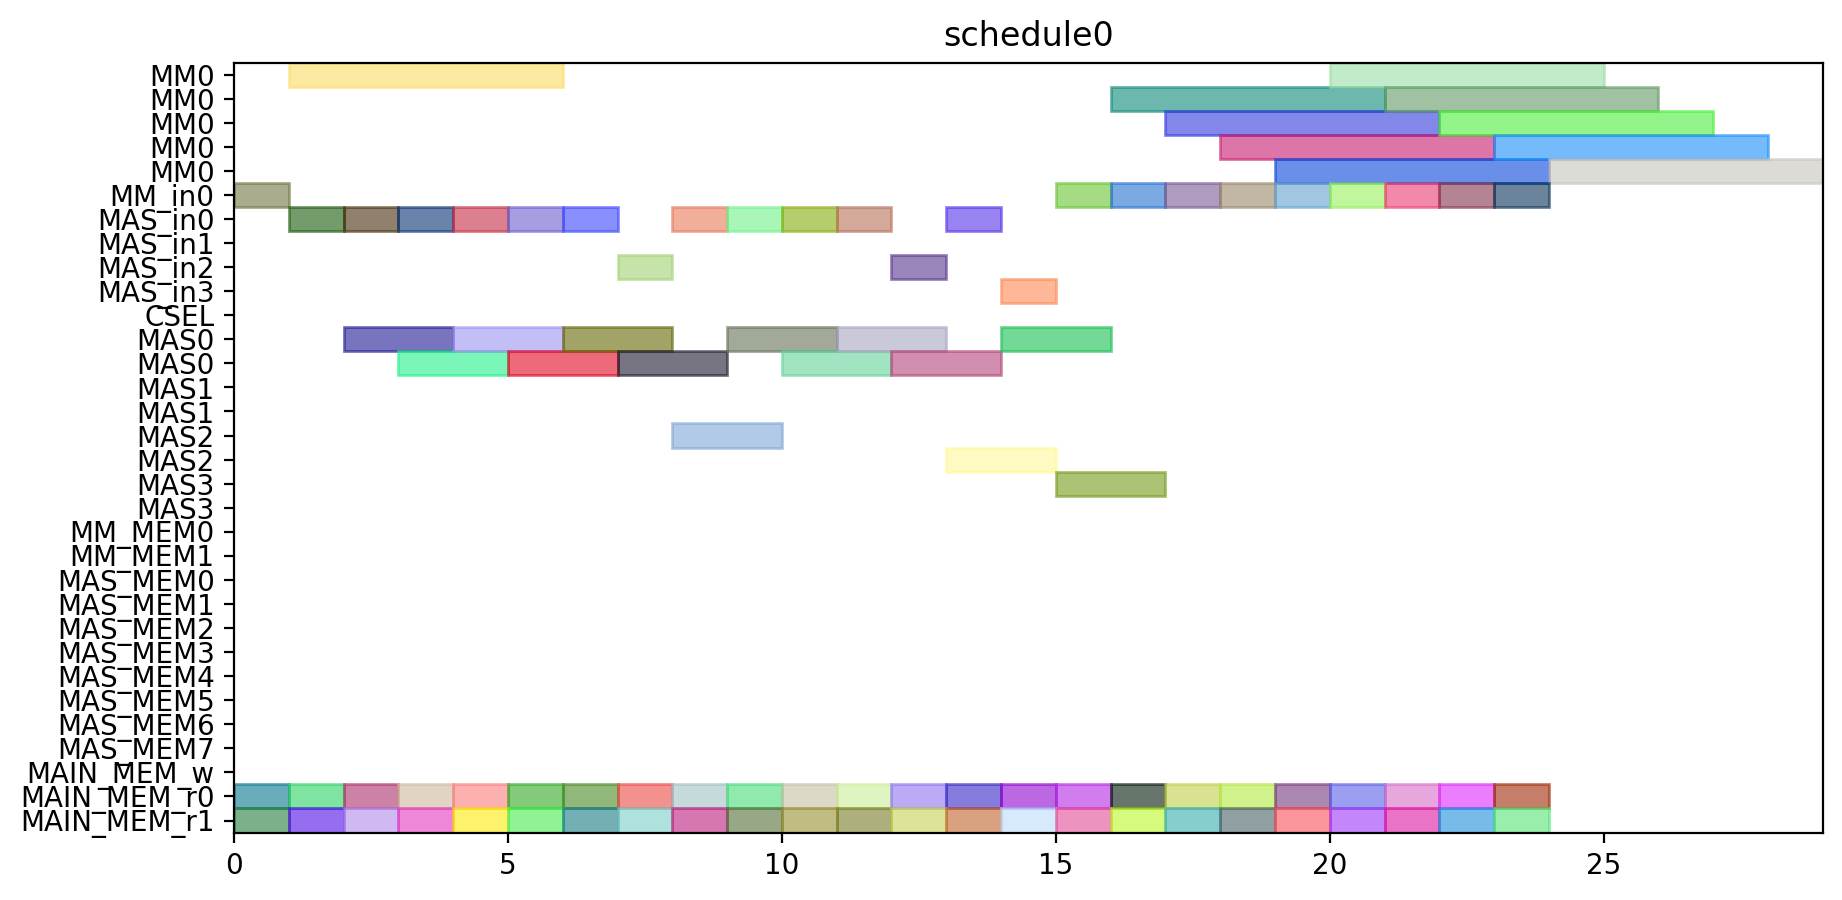 schedule0
MM0
MM0
MM0
MM0
MM0
MM_in0
MAS_in0
MAS_in1
MAS_in2
MAS_in3
CSEL
MAS0
MAS0
MAS1
MAS1
MAS2
MAS2
MAS3
MAS3
MM_MEM0
MM_MEM1
MAS_MEM0
MAS_MEM1
MAS_MEM2
MAS_MEM3
MAS_MEM4
MAS_MEM5
MAS_MEM6
MAS_MEM7
MAIN_MEM_w
MAIN_MEM_r0
MAIN_MEM_r1
0 5 10 15 20 25